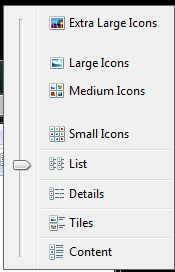 Extra Large Icons
Large Icons
Medium Icons
Small Icons
List
Details
Tiles
Content